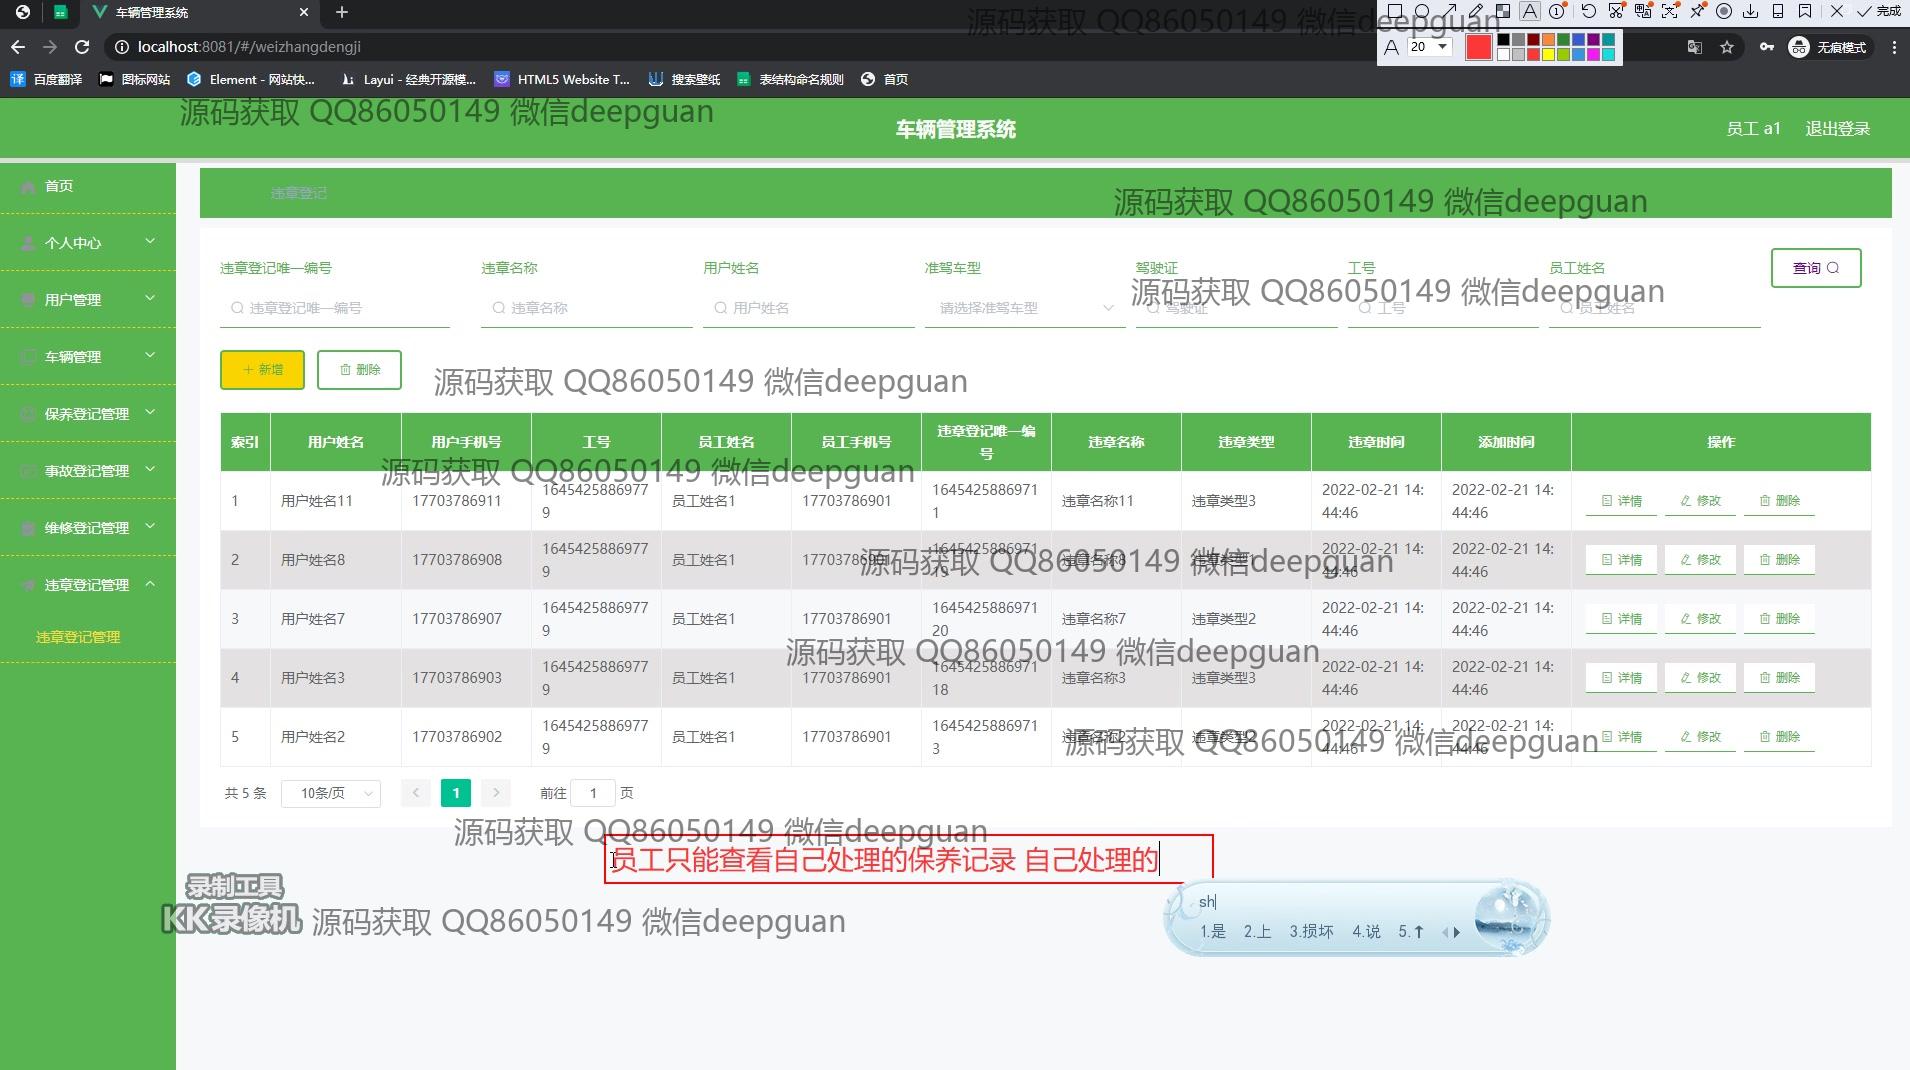 车辆管理系统
完成
localhost:8081/#/weizhangdengji
A 20
无痕模式
百度翻译 图标网站 Element - 网站快... Layui - 经典开源模... HTML5 Website T... 搜索壁纸 表结构命名规则 首页
源码获取 QQ86050149 微信deepguan
源码获取 QQ86050149 微信deepguan
车辆管理系统
员工 a1 退出登录
首页
个人中心
用户管理
车辆管理
保养登记管理
事故登记管理
维修登记管理
违章登记管理
违章登记管理
违章登记
源码获取 QQ86050149 微信deepguan
违章登记唯一编号 违章名称 用户姓名 准驾车型 驾驶证 工号 员工姓名
查询
违章登记唯一编号 违章名称 用户姓名 请选择准驾车型 驾驶证 工号 员工姓名
源码获取 QQ86050149 微信deepguan
新增 删除
源码获取 QQ86050149 微信deepguan
索引 用户姓名 用户手机号 工号 员工姓名 员工手机号 违章登记唯一编号 违章名称 违章类型 违章时间 添加时间 操作
源码获取 QQ86050149 微信deepguan
1 用户姓名11 17703786911 16454258869779 员工姓名1 17703786901 16454258869711 违章名称11 违章类型3 2022-02-21 14:44:46 2022-02-21 14:44:46 详情 修改 删除
2 用户姓名8 17703786908 16454258869779 员工姓名1 17703786901 164542588697119 违章名称8 违章类型1 2022-02-21 14:44:46 2022-02-21 14:44:46 详情 修改 删除
源码获取 QQ86050149 微信deepguan
3 用户姓名7 17703786907 16454258869779 员工姓名1 17703786901 164542588697120 违章名称7 违章类型2 2022-02-21 14:44:46 2022-02-21 14:44:46 详情 修改 删除
源码获取 QQ86050149 微信deepguan
4 用户姓名3 17703786903 16454258869779 员工姓名1 17703786901 164542588697118 违章名称3 违章类型3 2022-02-21 14:44:46 2022-02-21 14:44:46 详情 修改 删除
5 用户姓名2 17703786902 16454258869779 员工姓名1 17703786901 16454258869713 违章名称2 违章类型2 2022-02-21 14:44:46 2022-02-21 14:44:46 详情 修改 删除
源码获取 QQ86050149 微信deepguan
共 5 条 10条/页 1 前往 1 页
源码获取 QQ86050149 微信deepguan
员工只能查看自己处理的保养记录 自己处理的
录制工具
KK录像机
源码获取 QQ86050149 微信deepguan
sh
1.是 2.上 3.损坏 4.说 5.↑